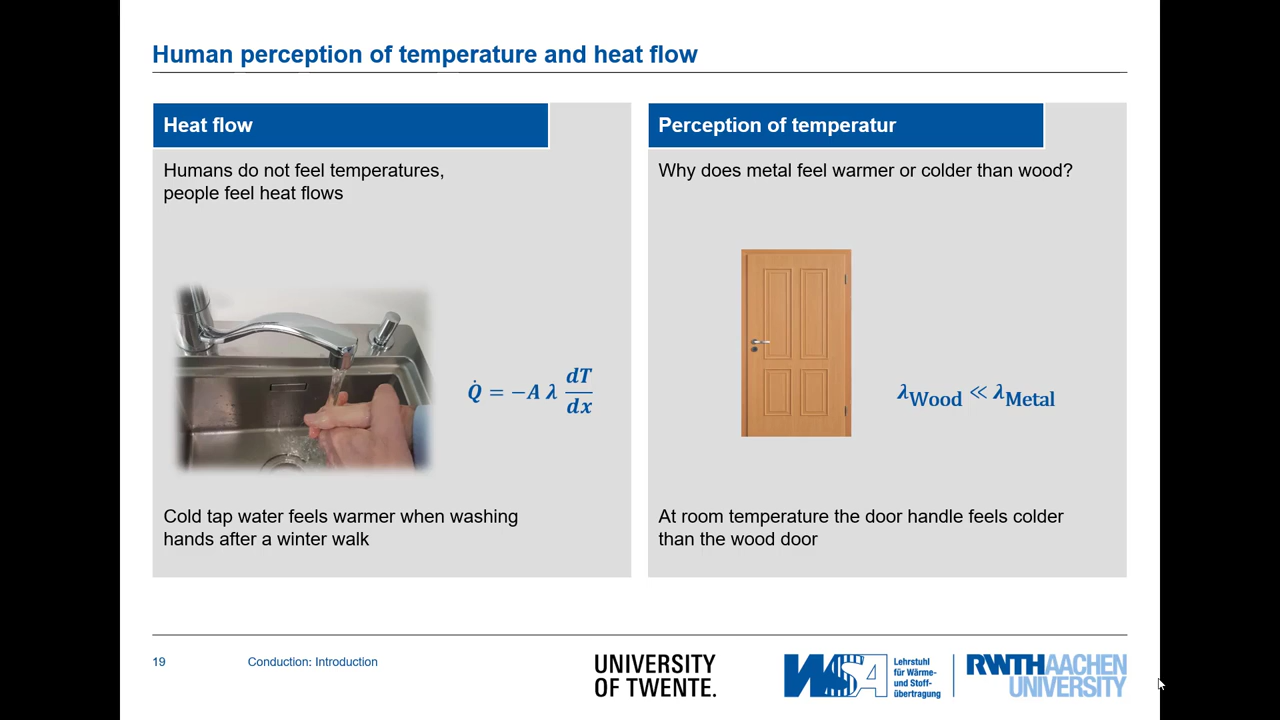 Human perception of temperature and heat flow
Heat flow
Humans do not feel temperatures,
people feel heat flows
Q̇ = −A λ dT/dx
Cold tap water feels warmer when washing
hands after a winter walk
Perception of temperatur
Why does metal feel warmer or colder than wood?
λWood ≪ λMetal
At room temperature the door handle feels colder
than the wood door
19
Conduction: Introduction
UNIVERSITY
OF TWENTE.
WSA
Lehrstuhl
für Wärme-
und Stoff-
übertragung
RWTHAACHEN
UNIVERSITY